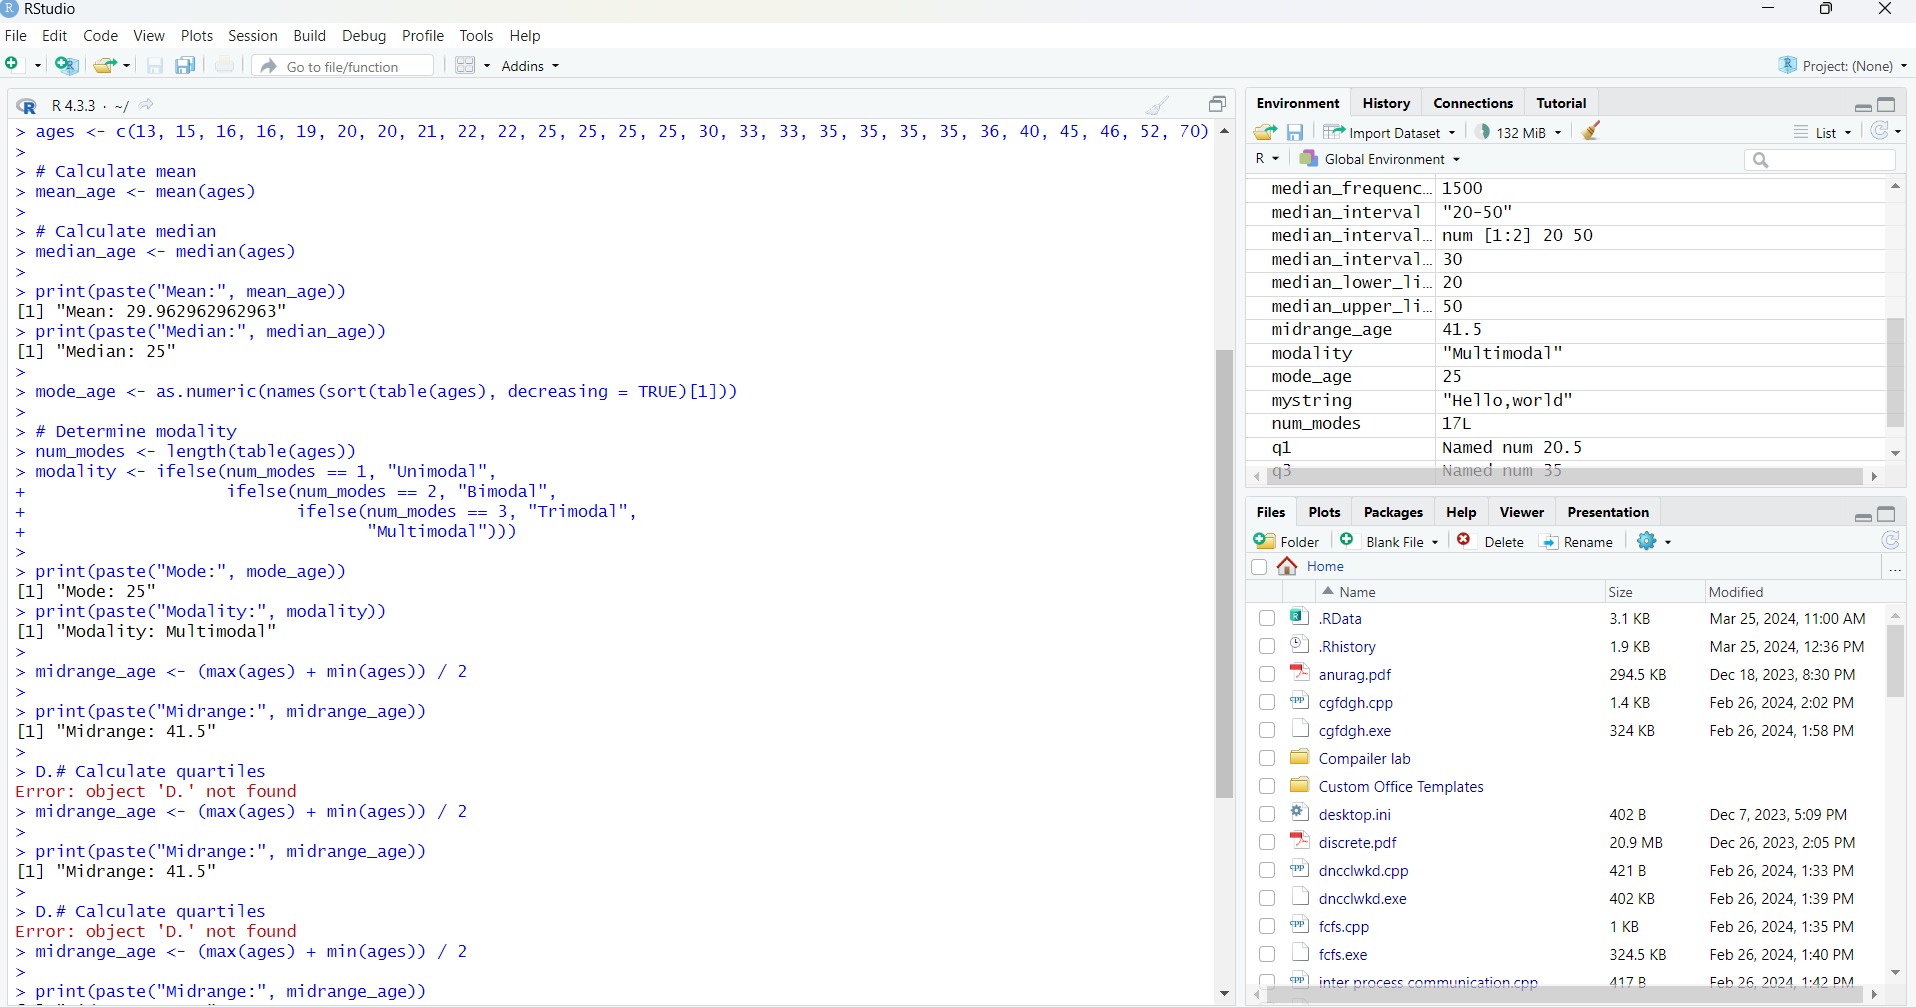 RStudio
File Edit Code View Plots Session Build Debug Profile Tools Help
Go to file/function Addins Project: (None)
R 4.3.3 · ~/
> ages <- c(13, 15, 16, 16, 19, 20, 20, 21, 22, 22, 25, 25, 25, 25, 30, 33, 33, 35, 35, 35, 35, 36, 40, 45, 46, 52, 70)
>
> # Calculate mean
> mean_age <- mean(ages)
>
> # Calculate median
> median_age <- median(ages)
>
> print(paste("Mean:", mean_age))
[1] "Mean: 29.962962962963"
> print(paste("Median:", median_age))
[1] "Median: 25"
>
> mode_age <- as.numeric(names(sort(table(ages), decreasing = TRUE)[1]))
>
> # Determine modality
> num_modes <- length(table(ages))
> modality <- ifelse(num_modes == 1, "Unimodal",
+ ifelse(num_modes == 2, "Bimodal",
+ ifelse(num_modes == 3, "Trimodal",
+ "Multimodal")))
>
> print(paste("Mode:", mode_age))
[1] "Mode: 25"
> print(paste("Modality:", modality))
[1] "Modality: Multimodal"
>
> midrange_age <- (max(ages) + min(ages)) / 2
>
> print(paste("Midrange:", midrange_age))
[1] "Midrange: 41.5"
>
> D.# Calculate quartiles
Error: object 'D.' not found
> midrange_age <- (max(ages) + min(ages)) / 2
>
> print(paste("Midrange:", midrange_age))
[1] "Midrange: 41.5"
>
> D.# Calculate quartiles
Error: object 'D.' not found
> midrange_age <- (max(ages) + min(ages)) / 2
>
> print(paste("Midrange:", midrange_age))
Environment History Connections Tutorial
Import Dataset 132 MiB List
R Global Environment
median_frequenc… 1500
median_interval "20-50"
median_interval… num [1:2] 20 50
median_interval… 30
median_lower_li… 20
median_upper_li… 50
midrange_age 41.5
modality "Multimodal"
mode_age 25
mystring "Hello,world"
num_modes 17L
q1 Named num 20.5
q3 Named num 35
Files Plots Packages Help Viewer Presentation
Folder Blank File Delete Rename
Home ...
Name Size Modified
.RData 3.1 KB Mar 25, 2024, 11:00 AM
.Rhistory 1.9 KB Mar 25, 2024, 12:36 PM
anurag.pdf 294.5 KB Dec 18, 2023, 8:30 PM
cgfdgh.cpp 1.4 KB Feb 26, 2024, 2:02 PM
cgfdgh.exe 324 KB Feb 26, 2024, 1:58 PM
Compailer lab
Custom Office Templates
desktop.ini 402 B Dec 7, 2023, 5:09 PM
discrete.pdf 20.9 MB Dec 26, 2023, 2:05 PM
dncclwkd.cpp 421 B Feb 26, 2024, 1:33 PM
dncclwkd.exe 402 KB Feb 26, 2024, 1:39 PM
fcfs.cpp 1 KB Feb 26, 2024, 1:35 PM
fcfs.exe 324.5 KB Feb 26, 2024, 1:40 PM
inter process communication.cpp 417 B Feb 26, 2024, 1:42 PM